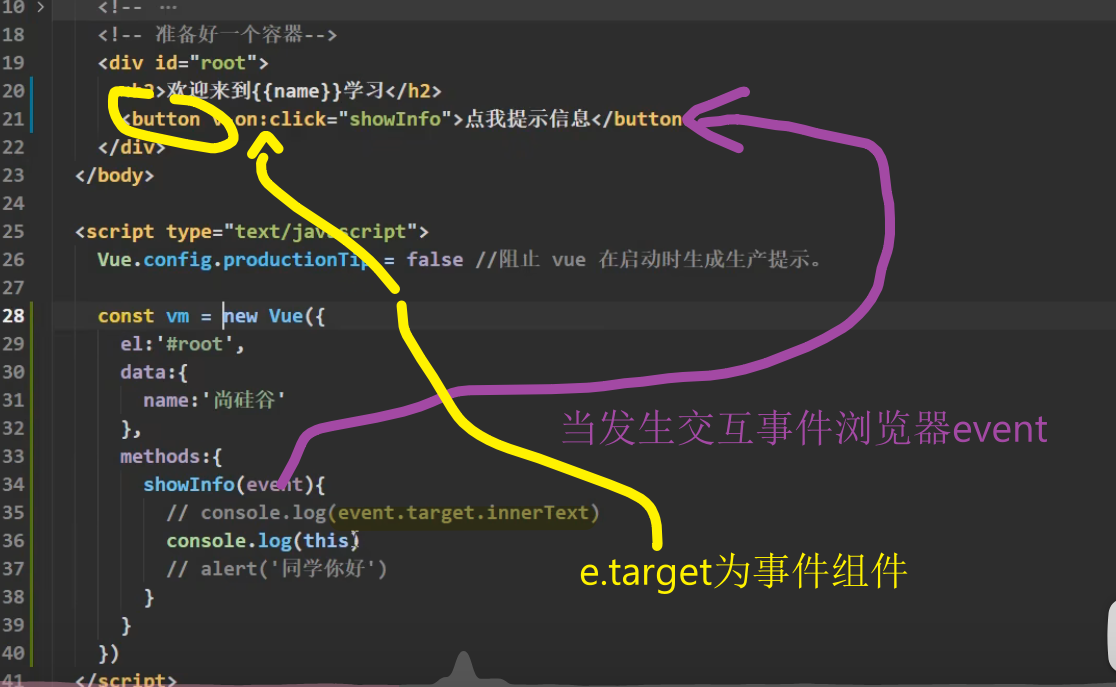 10 > <!-- ...
18 <!-- 准备好一个容器-->
19 <div id="root">
20 >欢迎来到{{name}}学习</h2>
21 <button on:click="showInfo">点我提示信息</button
22 </div>
23 </body>
24
25 <script type="text/javascript">
26 Vue.config.productionTip = false //阻止 vue 在启动时生成生产提示。
27
28 const vm = new Vue({
29 el:'#root',
30 data:{
31 name:'尚硅谷'
32 },
当发生交互事件浏览器event
33 methods:{
34 showInfo(event){
35 // console.log(event.target.innerText)
36 console.log(this)
37 // alert('同学你好')
e.target为事件组件
38 }
39 }
40 })
41 </script>